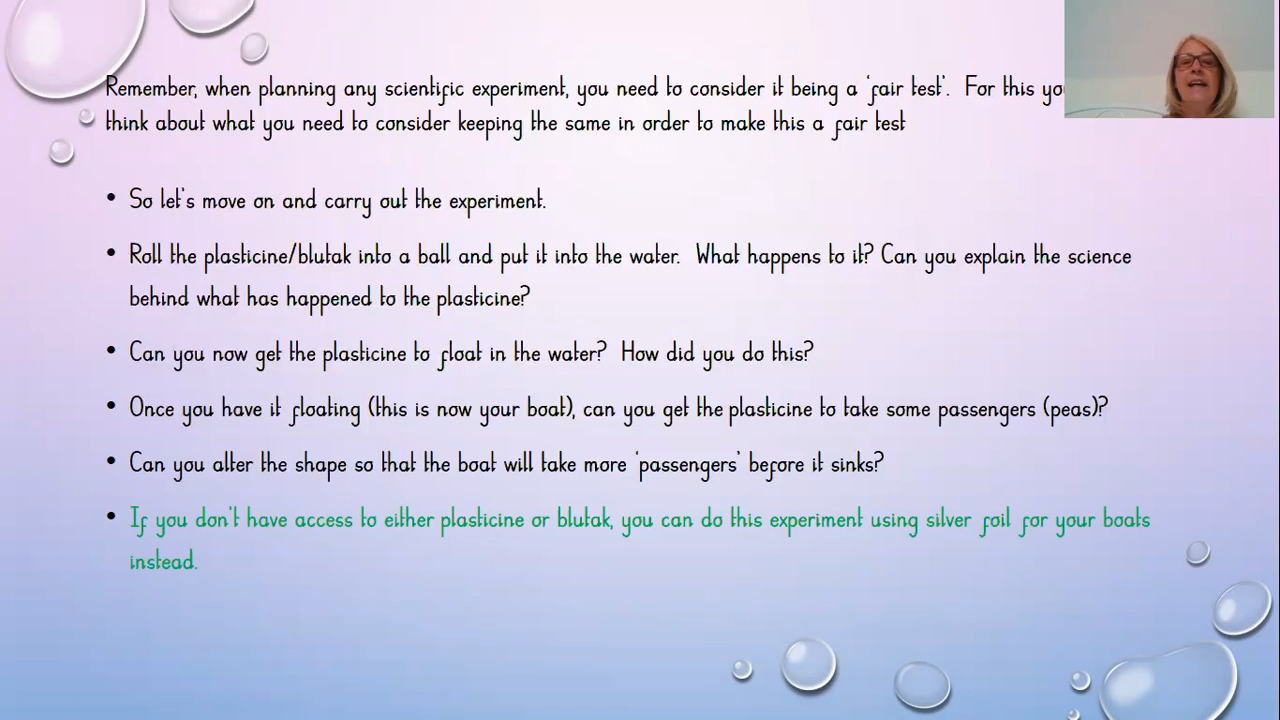 Remember, when planning any scientific experiment, you need to consider it being a 'fair test'. For this
think about what you need to consider keeping the same in order to make this a fair test
• So let's move on and carry out the experiment.
• Roll the plasticine/blutak into a ball and put it into the water. What happens to it? Can you explain the science
behind what has happened to the plasticine?
• Can you now get the plasticine to float in the water? How did you do this?
• Once you have it floating (this is now your boat), can you get the plasticine to take some passengers (peas)?
• Can you alter the shape so that the boat will take more 'passengers' before it sinks?
• If you don't have access to either plasticine or blutak, you can do this experiment using silver foil for your boats
instead.